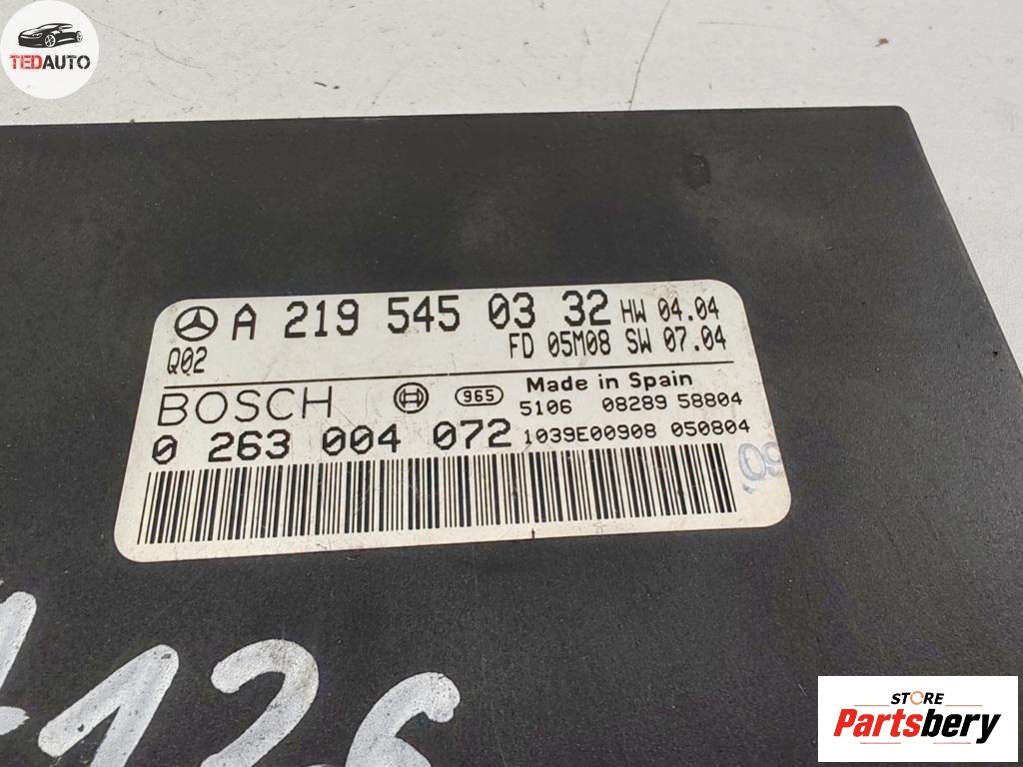 TEDAUTO
A 219 545 03 32 HW 04.04
Q02 FD 05M08 SW 07.04
BOSCH 965 Made in Spain
5106 08289 58804
0 263 004 072 1039E00908 050804
126
STORE
Partsbery